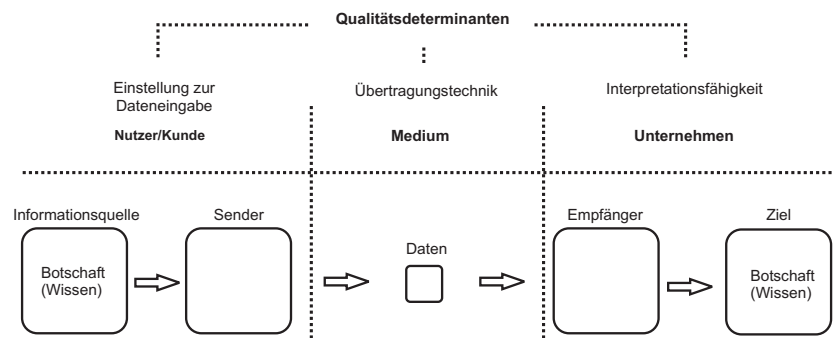 Qualitätsdeterminanten
Einstellung zur
Dateneingabe
Nutzer/Kunde
Übertragungstechnik
Medium
Interpretationsfähigkeit
Unternehmen
Informationsquelle
Botschaft
(Wissen)
Sender
Daten
Empfänger
Ziel
Botschaft
(Wissen)